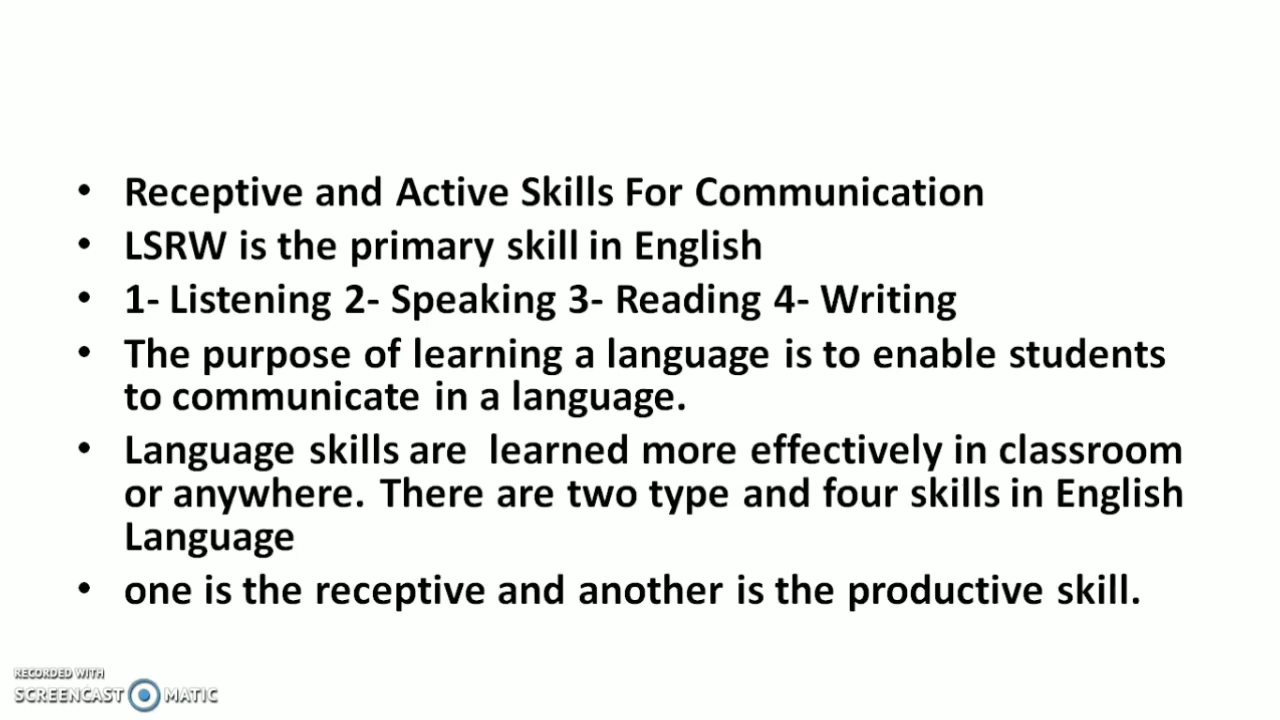 • Receptive and Active Skills For Communication
• LSRW is the primary skill in English
• 1- Listening 2- Speaking 3- Reading 4- Writing
• The purpose of learning a language is to enable students
to communicate in a language.
• Language skills are  learned more effectively in classroom
or anywhere. There are two type and four skills in English
Language
• one is the receptive and another is the productive skill.
RECORDED WITH
SCREENCAST MATIC